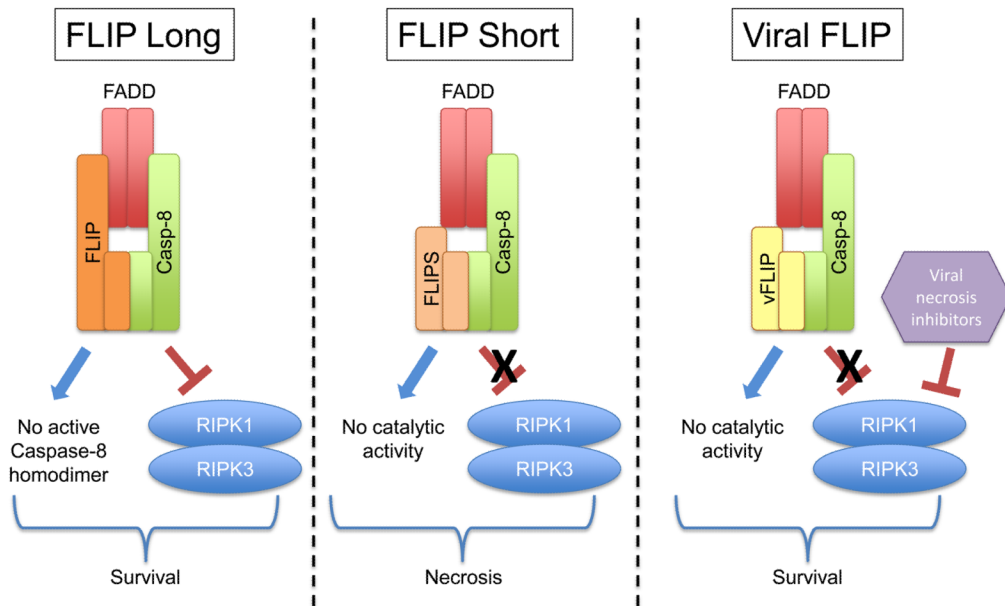 FLIP Long
FADD
FLIP
Casp-8
No active
Caspase-8
homodimer
RIPK1
RIPK3
Survival
FLIP Short
FADD
FLIPS
Casp-8
X
No catalytic
activity
RIPK1
RIPK3
Necrosis
Viral FLIP
FADD
vFLIP
Casp-8
Viral
necrosis
inhibitors
X
No catalytic
activity
RIPK1
RIPK3
Survival